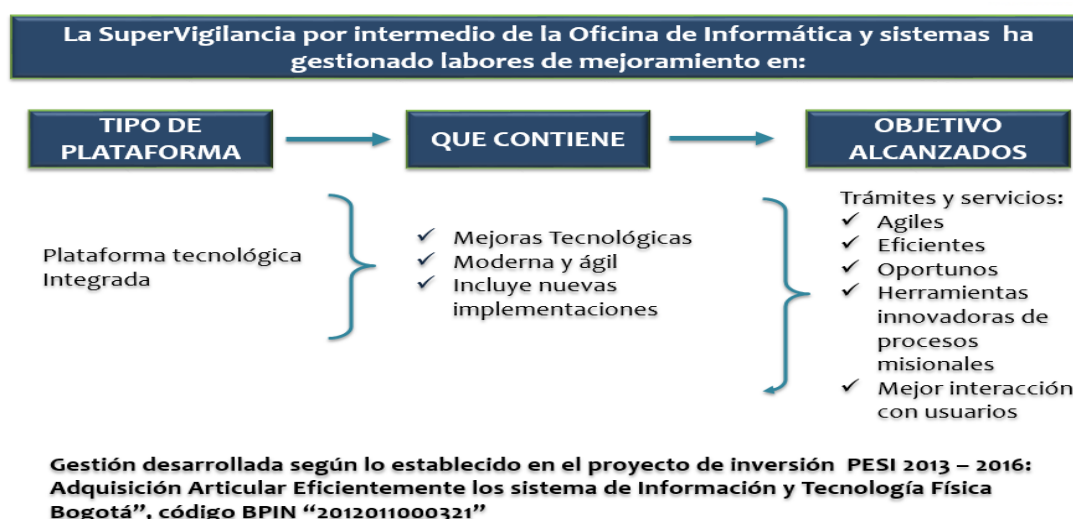 La SuperVigilancia por intermedio de la Oficina de Informática y sistemas ha
gestionado labores de mejoramiento en:
TIPO DE
PLATAFORMA
QUE CONTIENE
OBJETIVO
ALCANZADOS
Plataforma tecnológica
Integrada
✓ Mejoras Tecnológicas
✓ Moderna y ágil
✓ Incluye nuevas
implementaciones
Trámites y servicios:
✓ Agiles
✓ Eficientes
✓ Oportunos
✓ Herramientas
innovadoras de
procesos
misionales
✓ Mejor interacción
con usuarios
Gestión desarrollada según lo establecido en el proyecto de inversión PESI 2013 – 2016:
Adquisición Articular Eficientemente los sistema de Información y Tecnología Física
Bogotá”, código BPIN “2012011000321”